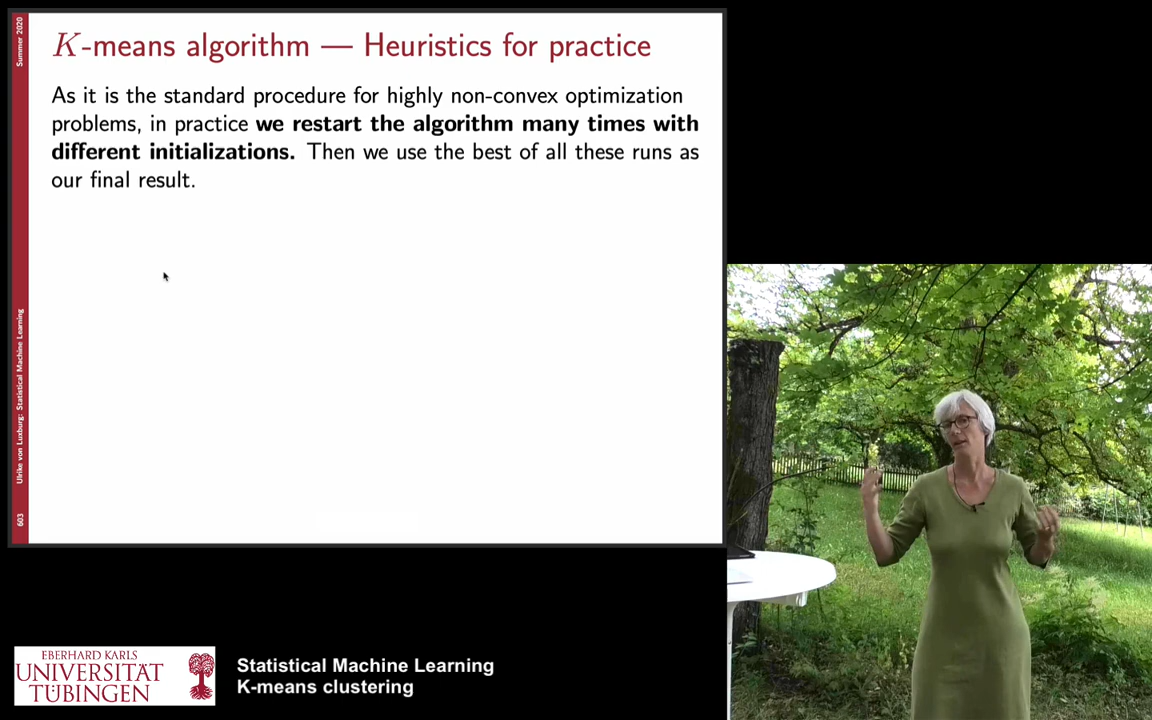 Summer 2020
K-means algorithm — Heuristics for practice
As it is the standard procedure for highly non-convex optimization
problems, in practice we restart the algorithm many times with
different initializations. Then we use the best of all these runs as
our final result.
Ulrike von Luxburg: Statistical Machine Learning
603
EBERHARD KARLS
UNIVERSITÄT
TÜBINGEN
Statistical Machine Learning
K-means clustering